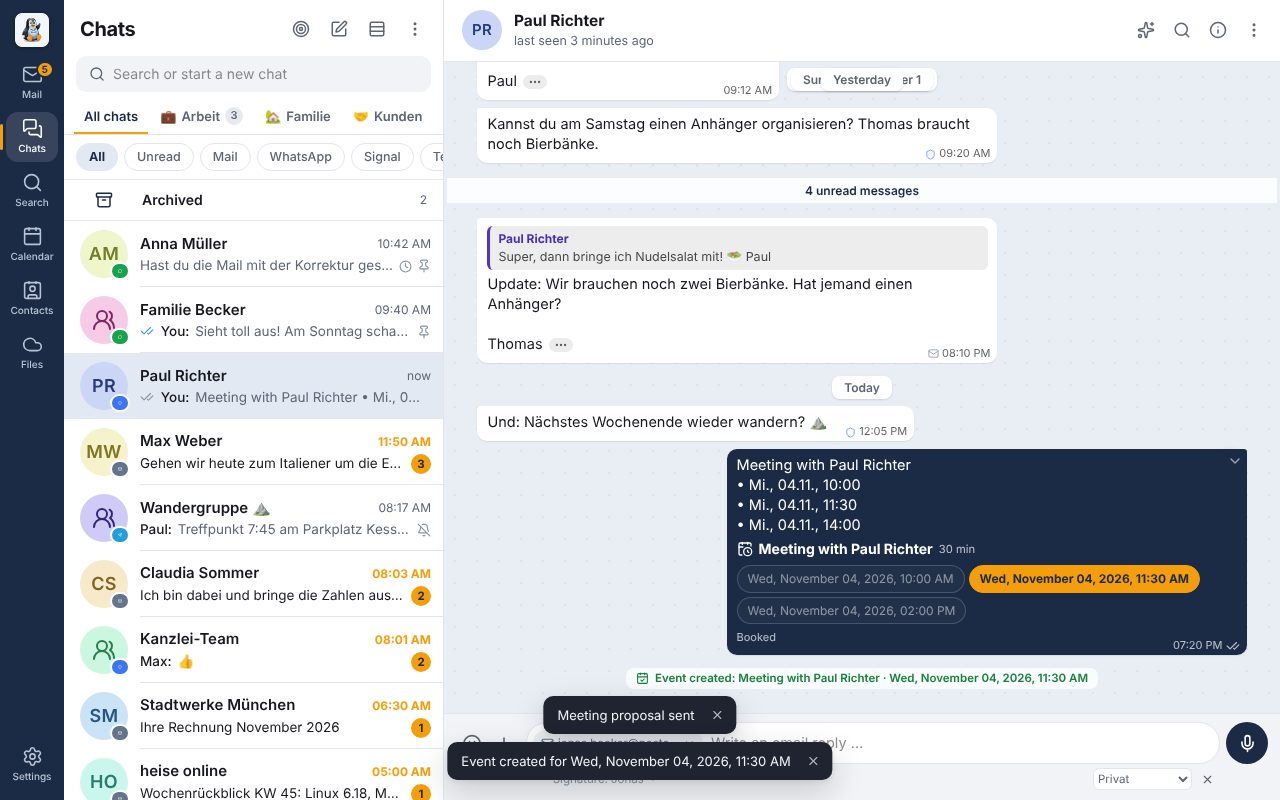 5
Mail
Chats
Search
Calendar
Contacts
Files
Settings
Chats
Search or start a new chat
All chats
💼 Arbeit 3
🏡 Familie
🤝 Kunden
All
Unread
Mail
WhatsApp
Signal
Archived 2
AM
Anna Müller 10:42 AM
Hast du die Mail mit der Korrektur ges...
Familie Becker 09:40 AM
You: Sieht toll aus! Am Sonntag scha...
PR
Paul Richter now
You: Meeting with Paul Richter • Mi., 0...
MW
Max Weber 11:50 AM
Gehen wir heute zum Italiener um die E... 3
Wandergruppe ⛰️ 08:17 AM
Paul: Treffpunkt 7:45 am Parkplatz Kess...
CS
Claudia Sommer 08:03 AM
Ich bin dabei und bringe die Zahlen aus... 2
Kanzlei-Team 08:01 AM
Max: 👍 2
SM
Stadtwerke München 06:30 AM
Ihre Rechnung November 2026 1
HO
heise online 05:00 AM
Wochenrückblick KW 45: Linux 6.18, M... 1
PR
Paul Richter
last seen 3 minutes ago
Paul ···
09:12 AM
Yesterday
Kannst du am Samstag einen Anhänger organisieren? Thomas braucht
noch Bierbänke.
09:20 AM
4 unread messages
Paul Richter
Super, dann bringe ich Nudelsalat mit! 🥗 Paul
Update: Wir brauchen noch zwei Bierbänke. Hat jemand einen
Anhänger?
Thomas ···
08:10 PM
Today
Und: Nächstes Wochenende wieder wandern? ⛰️
12:05 PM
Meeting with Paul Richter
• Mi., 04.11., 10:00
• Mi., 04.11., 11:30
• Mi., 04.11., 14:00
Meeting with Paul Richter 30 min
Wed, November 04, 2026, 10:00 AM
Wed, November 04, 2026, 11:30 AM
Wed, November 04, 2026, 02:00 PM
Booked
07:20 PM
Event created: Meeting with Paul Richter · Wed, November 04, 2026, 11:30 AM
Meeting proposal sent
Write an email reply ...
Event created for Wed, November 04, 2026, 11:30 AM
Privat